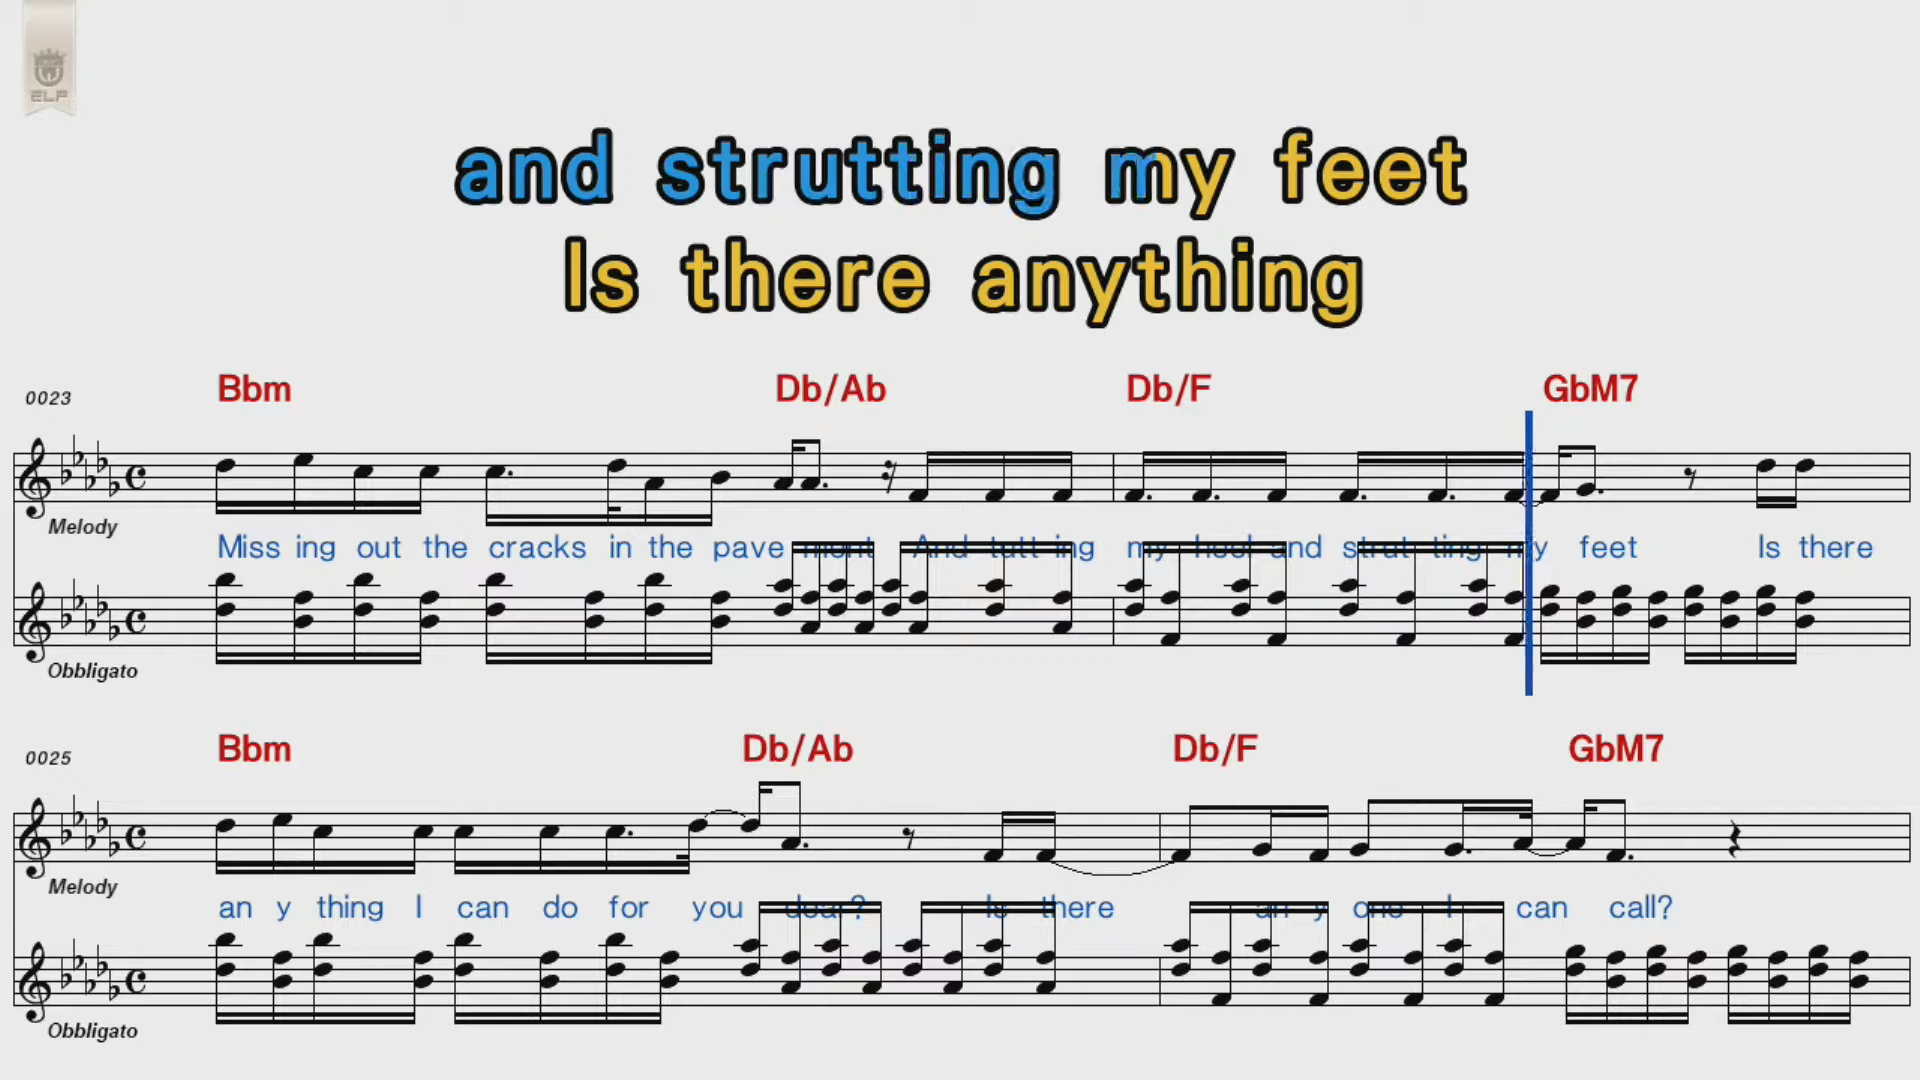 ELF
and strutting my feet
Is there anything
0023
Bbm Db/Ab Db/F GbM7
Melody
Miss ing out the cracks in the pave ment And tutt ing my heel and strut ting my feet Is there
Obbligato
0025
Bbm Db/Ab Db/F GbM7
Melody
an y thing I can do for you dear? Is there an y one I can call?
Obbligato